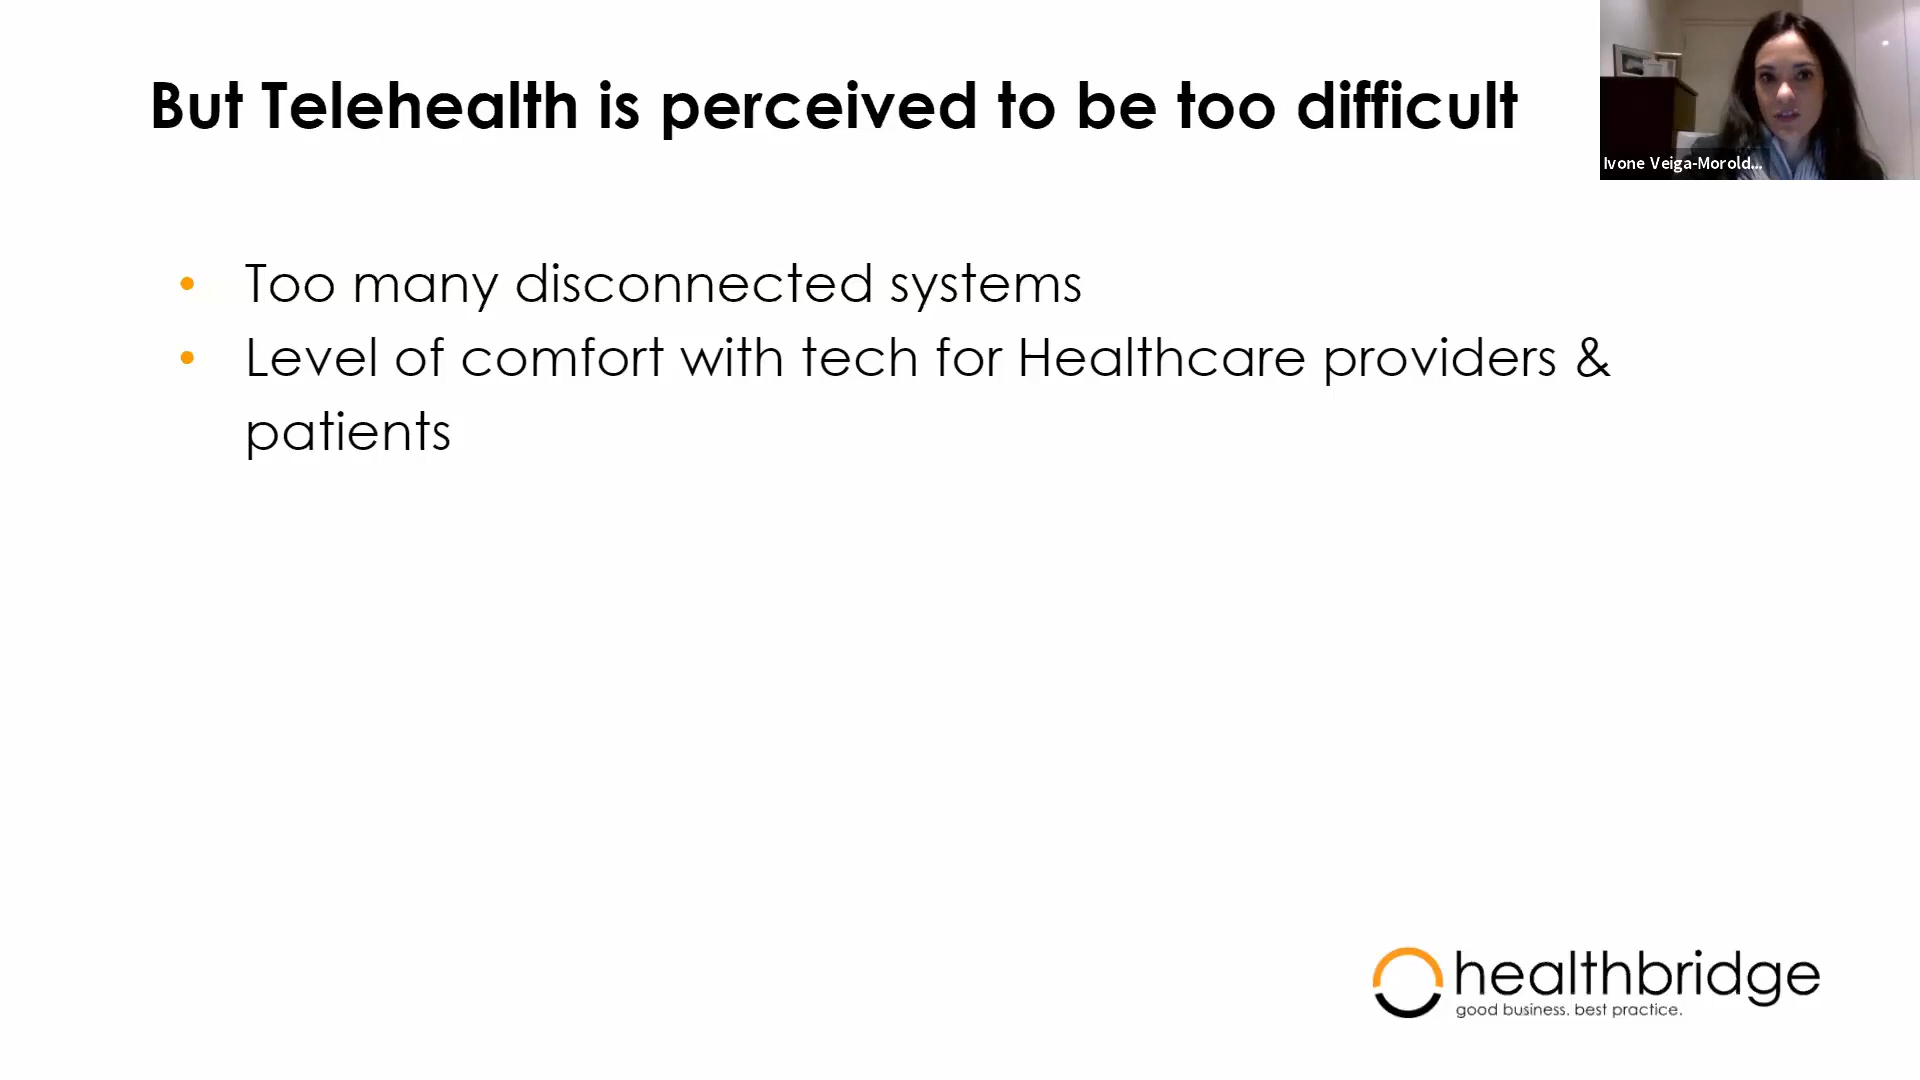 But Telehealth is perceived to be too difficult
Ivone Veiga-Morold...
• Too many disconnected systems
• Level of comfort with tech for Healthcare providers &
patients
healthbridge
good business. best practice.